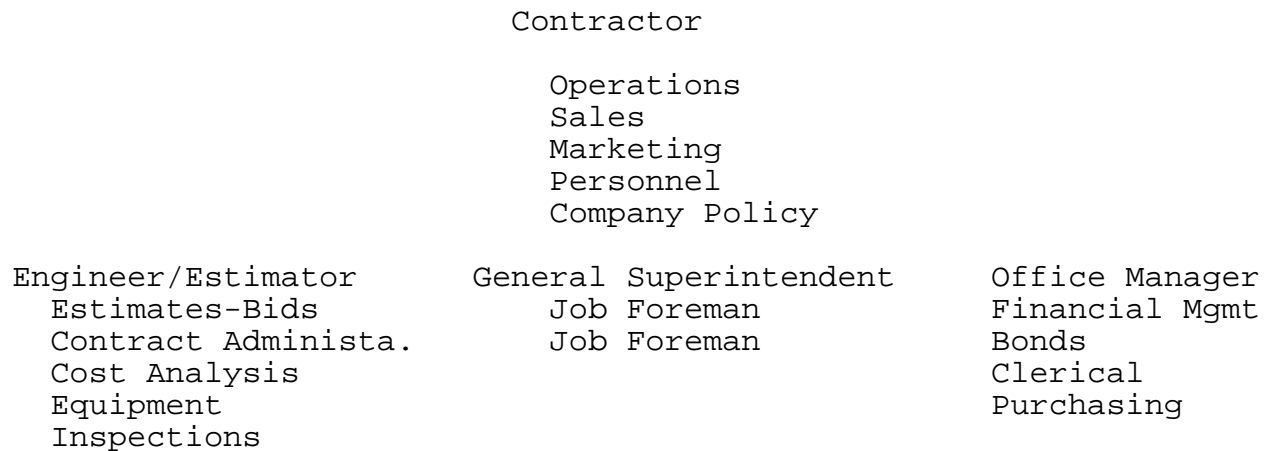 Contractor
Operations
Sales
Marketing
Personnel
Company Policy
Engineer/Estimator General Superintendent Office Manager
Estimates-Bids Job Foreman Financial Mgmt
Contract Administa. Job Foreman Bonds
Cost Analysis Clerical
Equipment Purchasing
Inspections